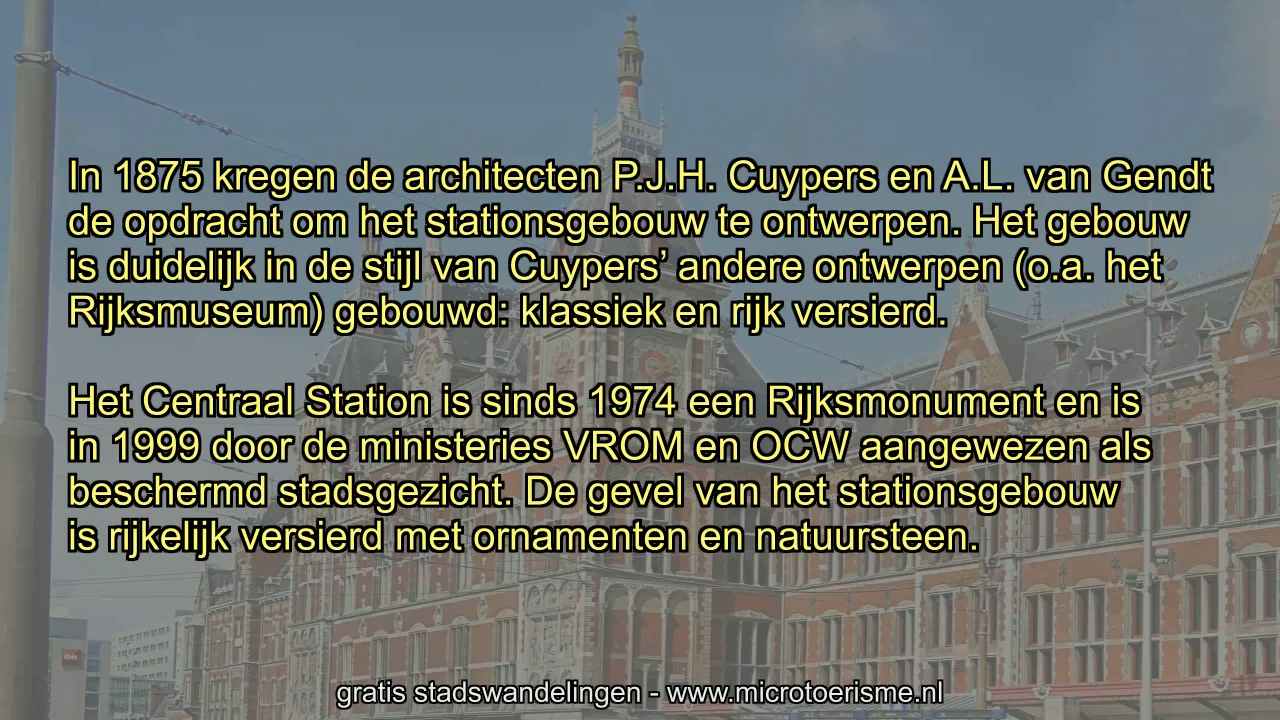 In 1875 kregen de architecten P.J.H. Cuypers en A.L. van Gendt
de opdracht om het stationsgebouw te ontwerpen. Het gebouw
is duidelijk in de stijl van Cuypers’ andere ontwerpen (o.a. het
Rijksmuseum) gebouwd: klassiek en rijk versierd.
Het Centraal Station is sinds 1974 een Rijksmonument en is
in 1999 door de ministeries VROM en OCW aangewezen als
beschermd stadsgezicht. De gevel van het stationsgebouw
is rijkelijk versierd met ornamenten en natuursteen.
ibis
gratis stadswandelingen - www.microtoerisme.nl